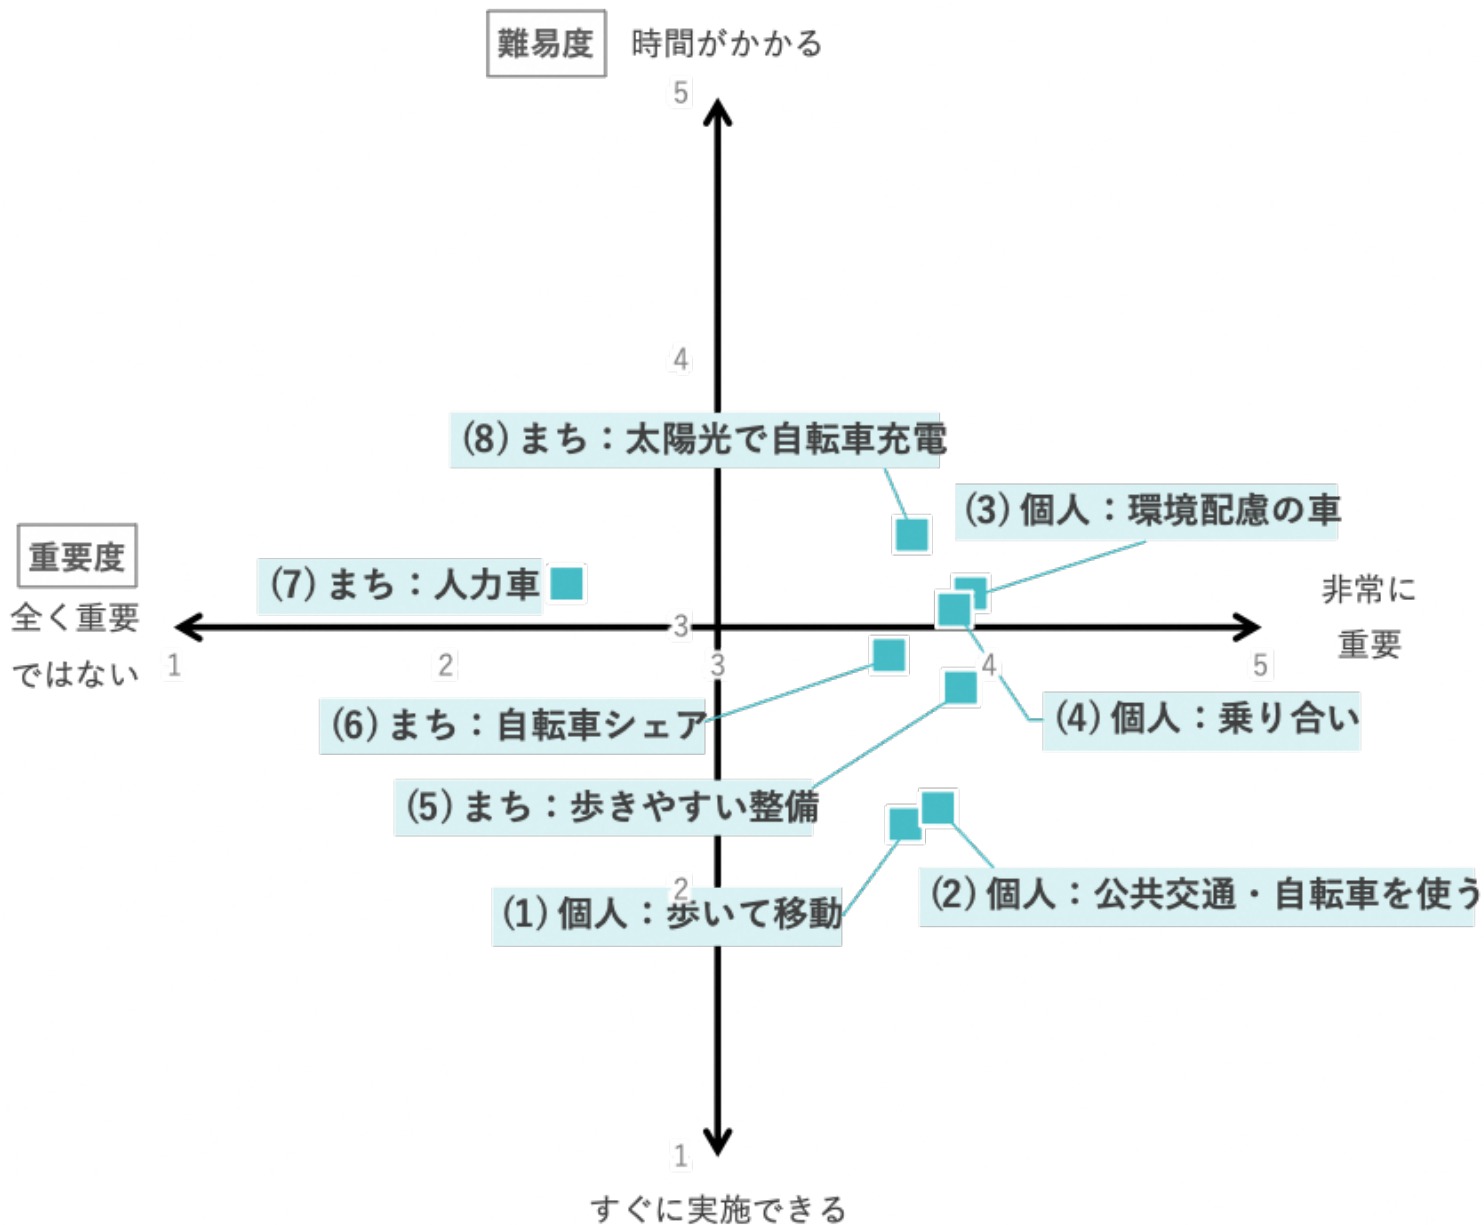 難易度 時間がかかる
5
4
(8) まち：太陽光で自転車充電
(3) 個人：環境配慮の車
重要度
(7) まち：人力車
全く重要
ではない
非常に
重要
3
1 2 3 4 5
(6) まち：自転車シェア
(4) 個人：乗り合い
(5) まち：歩きやすい整備
2
(1) 個人：歩いて移動
(2) 個人：公共交通・自転車を使う
1
すぐに実施できる